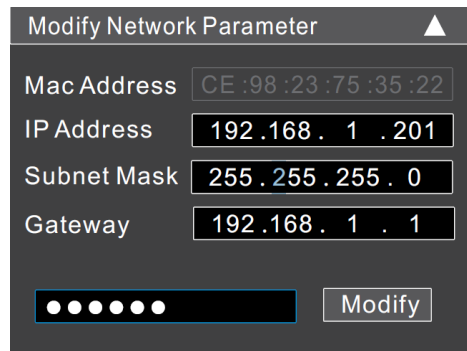 Modify Network Parameter
Mac Address CE :98 :23 :75 :35 :22
IP Address 192 .168 . 1 .201
Subnet Mask 255 . 255 . 255 . 0
Gateway 192 .168 . 1 . 1
●●●●●● Modify